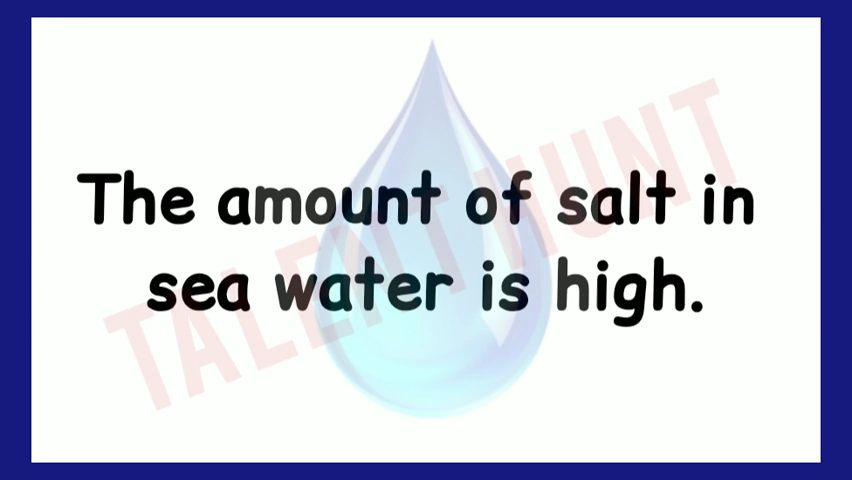 The amount of salt in
sea water is high.
TALENT HUNT